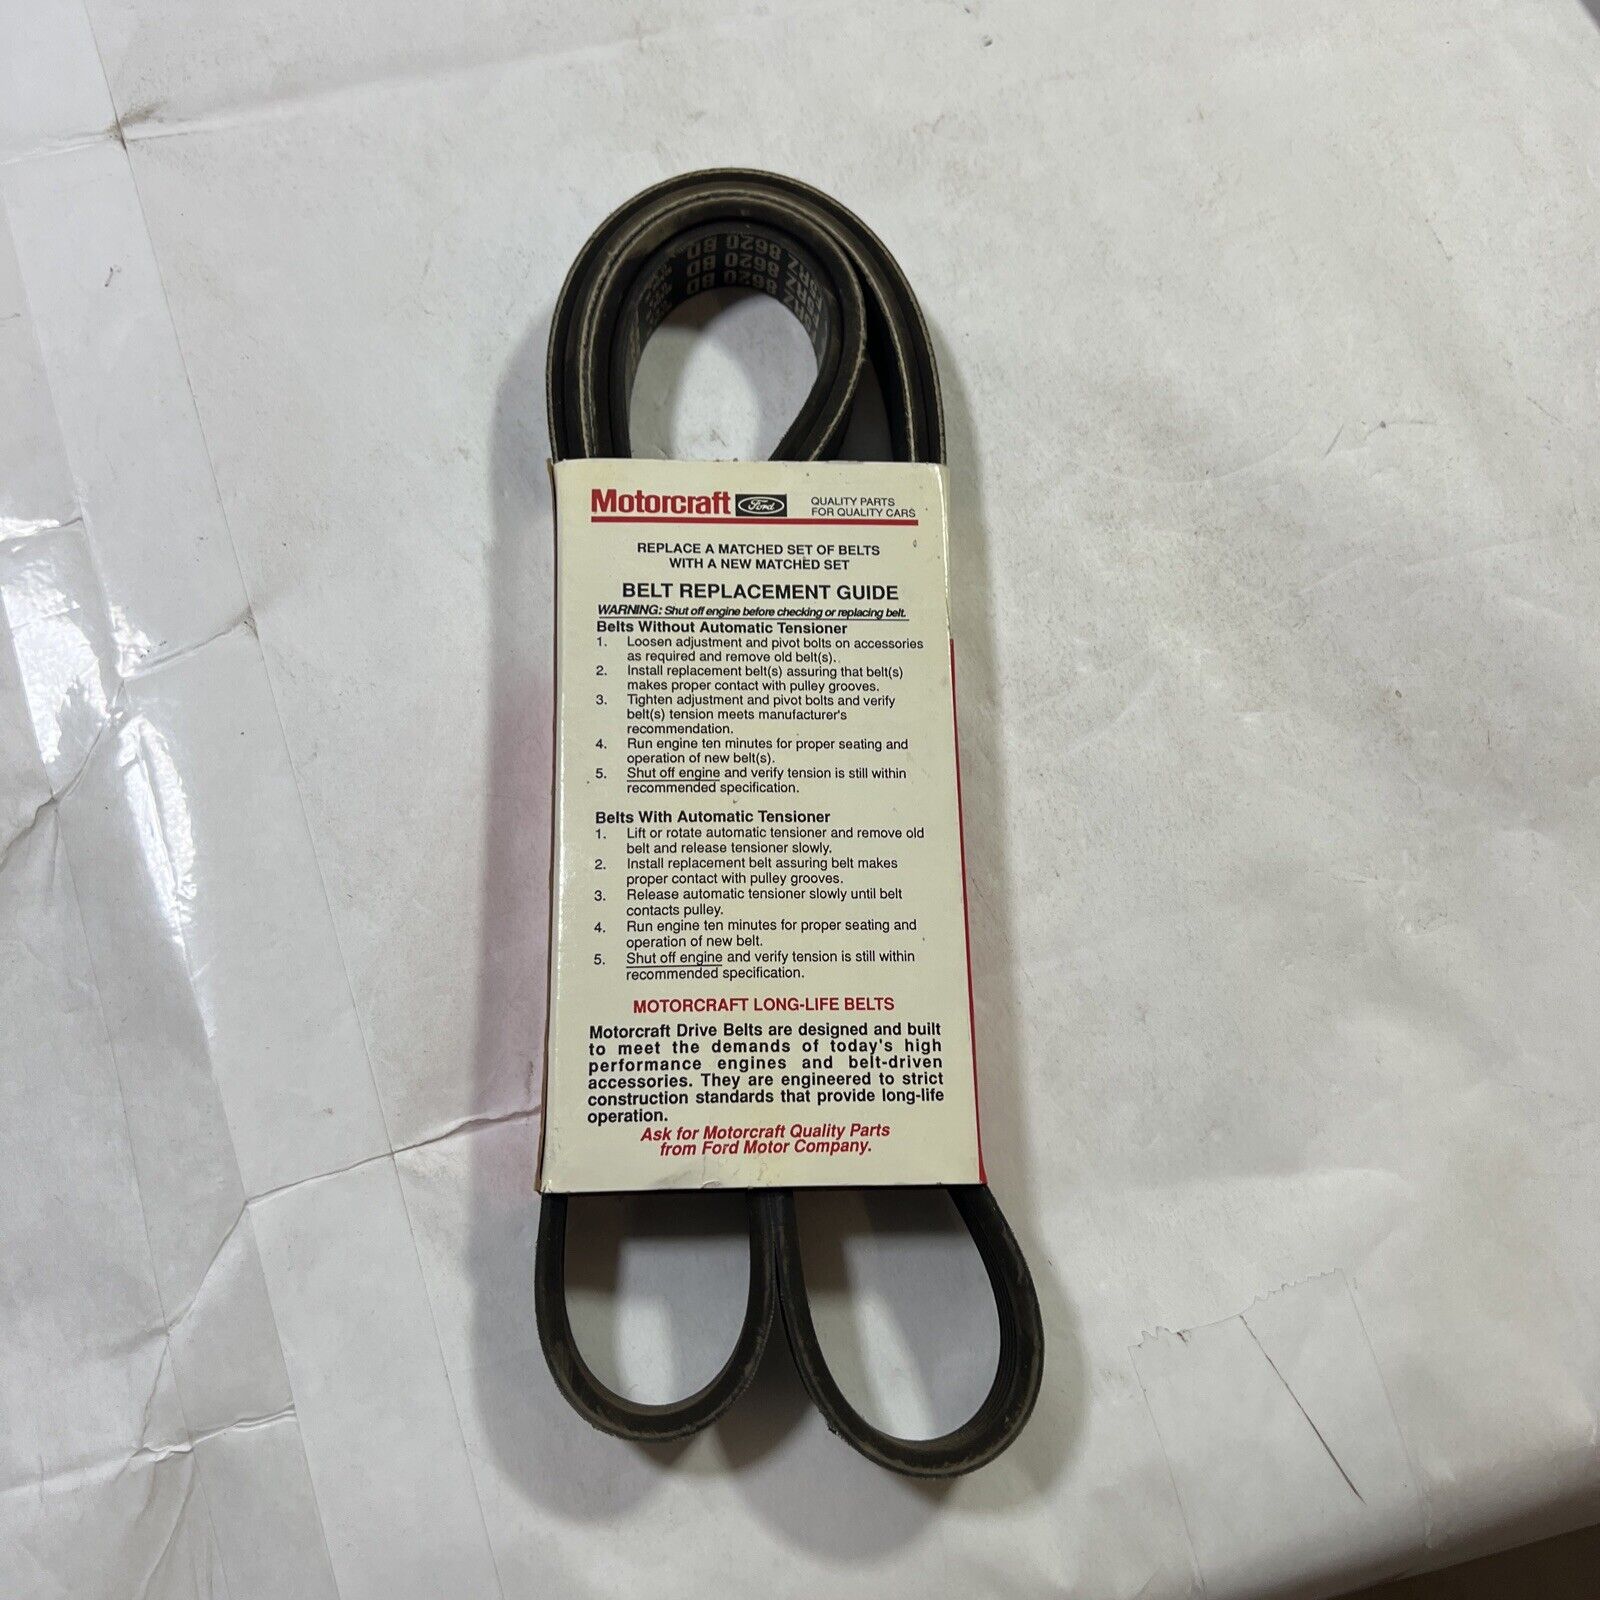 8620 BD
8620 BD
8620 BD
Motorcraft Ford
QUALITY PARTS
FOR QUALITY CARS
REPLACE A MATCHED SET OF BELTS
WITH A NEW MATCHED SET
BELT REPLACEMENT GUIDE
WARNING: Shut off engine before checking or replacing belt.
Belts Without Automatic Tensioner
1. Loosen adjustment and pivot bolts on accessories
as required and remove old belt(s).
2. Install replacement belt(s) assuring that belt(s)
makes proper contact with pulley grooves.
3. Tighten adjustment and pivot bolts and verify
belt(s) tension meets manufacturer's
recommendation.
4. Run engine ten minutes for proper seating and
operation of new belt(s).
5. Shut off engine and verify tension is still within
recommended specification.
Belts With Automatic Tensioner
1. Lift or rotate automatic tensioner and remove old
belt and release tensioner slowly.
2. Install replacement belt assuring belt makes
proper contact with pulley grooves.
3. Release automatic tensioner slowly until belt
contacts pulley.
4. Run engine ten minutes for proper seating and
operation of new belt.
5. Shut off engine and verify tension is still within
recommended specification.
MOTORCRAFT LONG-LIFE BELTS
Motorcraft Drive Belts are designed and built
to meet the demands of today's high
performance engines and belt-driven
accessories. They are engineered to strict
construction standards that provide long-life
operation.
Ask for Motorcraft Quality Parts
from Ford Motor Company.